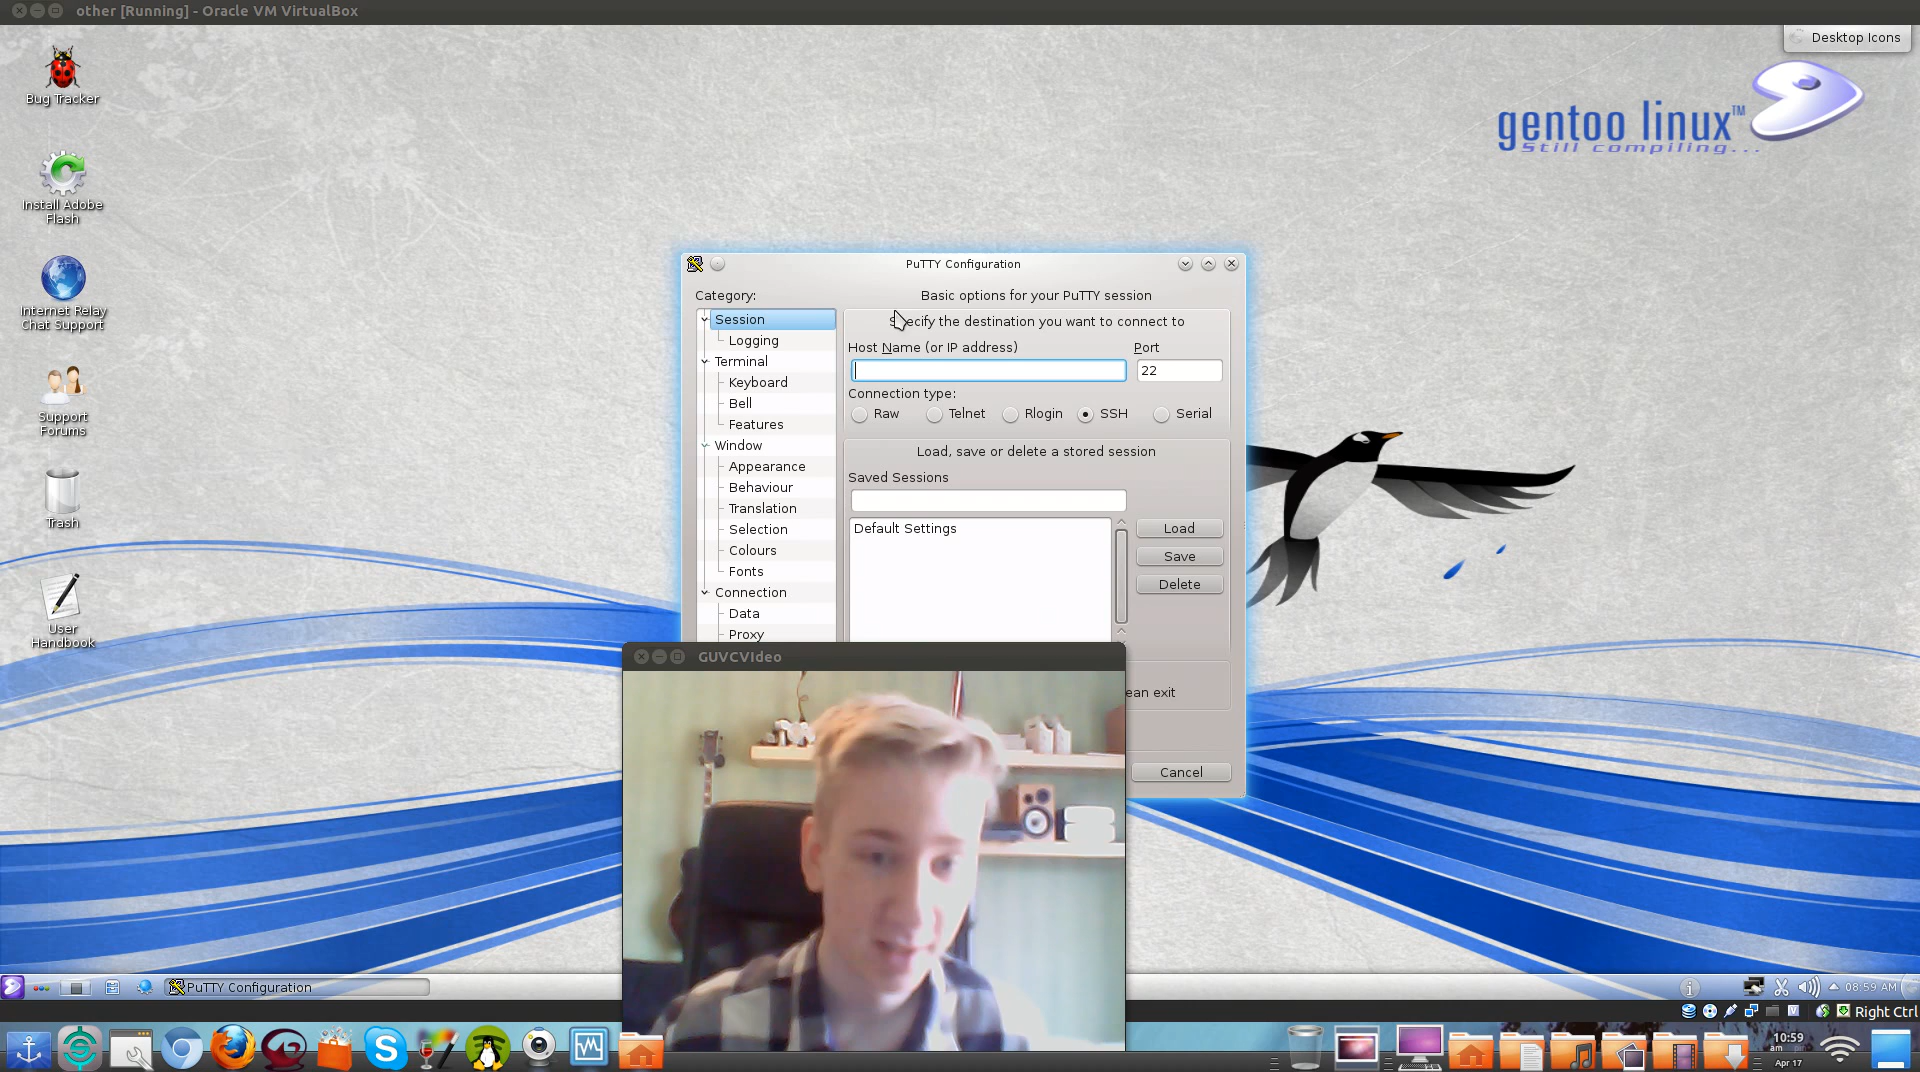 other [Running] - Oracle VM VirtualBox
Desktop Icons
Bug Tracker
gentoo linux™
Still compiling...
Install Adobe
Flash
Internet Relay
Chat Support
Support
Forums
Trash
User
Handbook
PuTTY Configuration
Category:
Session
Logging
Terminal
Keyboard
Bell
Features
Window
Appearance
Behaviour
Translation
Selection
Colours
Fonts
Connection
Data
Proxy
Basic options for your PuTTY session
ecify the destination you want to connect to
Host Name (or IP address)
Port
22
Connection type:
Raw
Telnet
Rlogin
SSH
Serial
Load, save or delete a stored session
Saved Sessions
Default Settings
Load
Save
Delete
ean exit
Cancel
GUVCVIdeo
PuTTY Configuration
08:59 AM
Right Ctrl
10:59
am
Apr 17